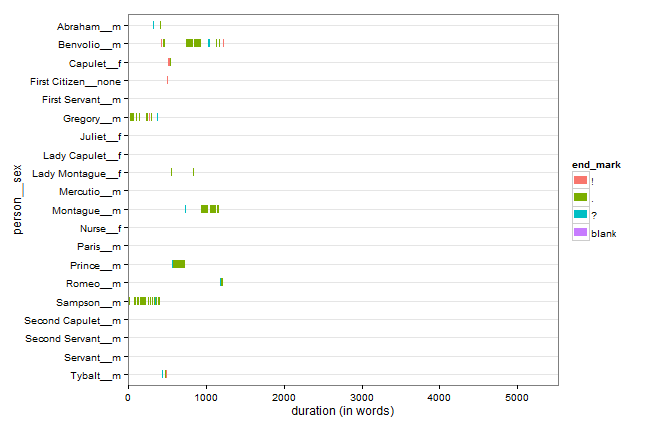 Abraham__m
Benvolio__m
Capulet__f
First Citizen__none
First Servant__m
Gregory__m
Juliet__f
Lady Capulet__f
Lady Montague__f
Mercutio__m
Montague__m
Nurse__f
Paris__m
Prince__m
Romeo__m
Sampson__m
Second Capulet__m
Second Servant__m
Servant__m
Tybalt__m
person__sex
0 1000 2000 3000 4000 5000
duration (in words)
end_mark
!
.
?
blank